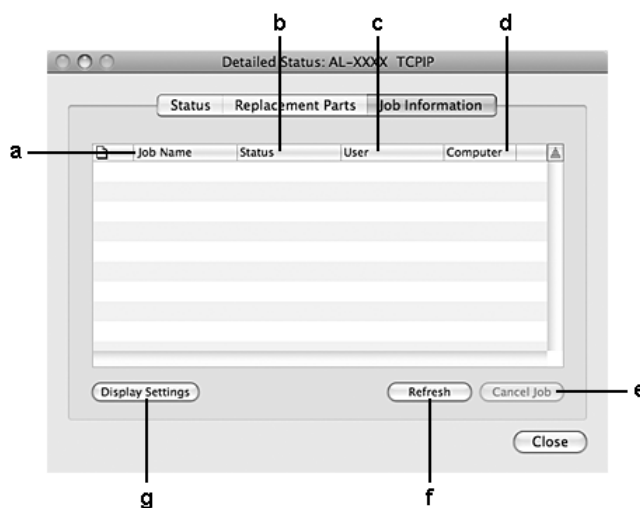 b c d
Detailed Status: AL-XXXX TCPIP
Status Replacement Parts Job Information
a Job Name Status User Computer
Display Settings Refresh Cancel Job e
Close
g f